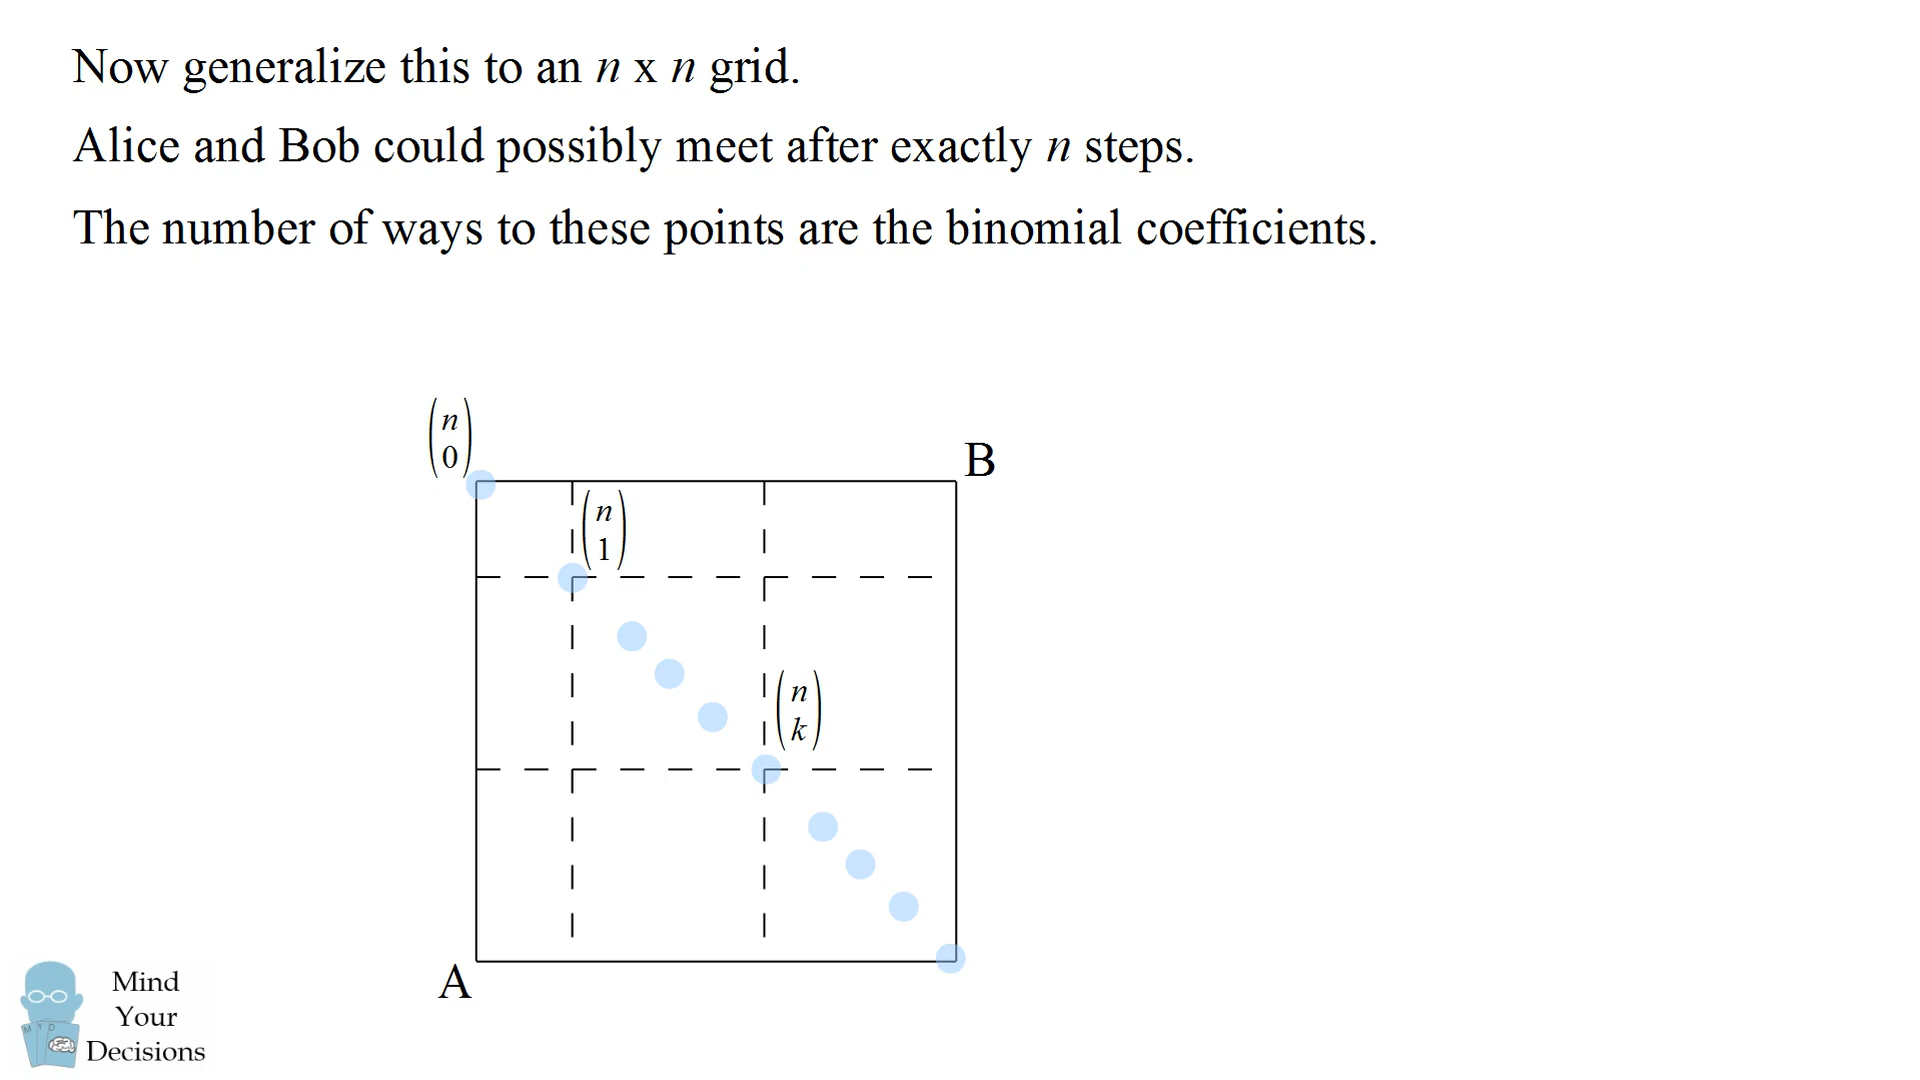 Now generalize this to an n x n grid.
Alice and Bob could possibly meet after exactly n steps.
The number of ways to these points are the binomial coefficients.
(n
0)
B
(n
1)
(n
k)
A
M Y D
Mind
Your
Decisions